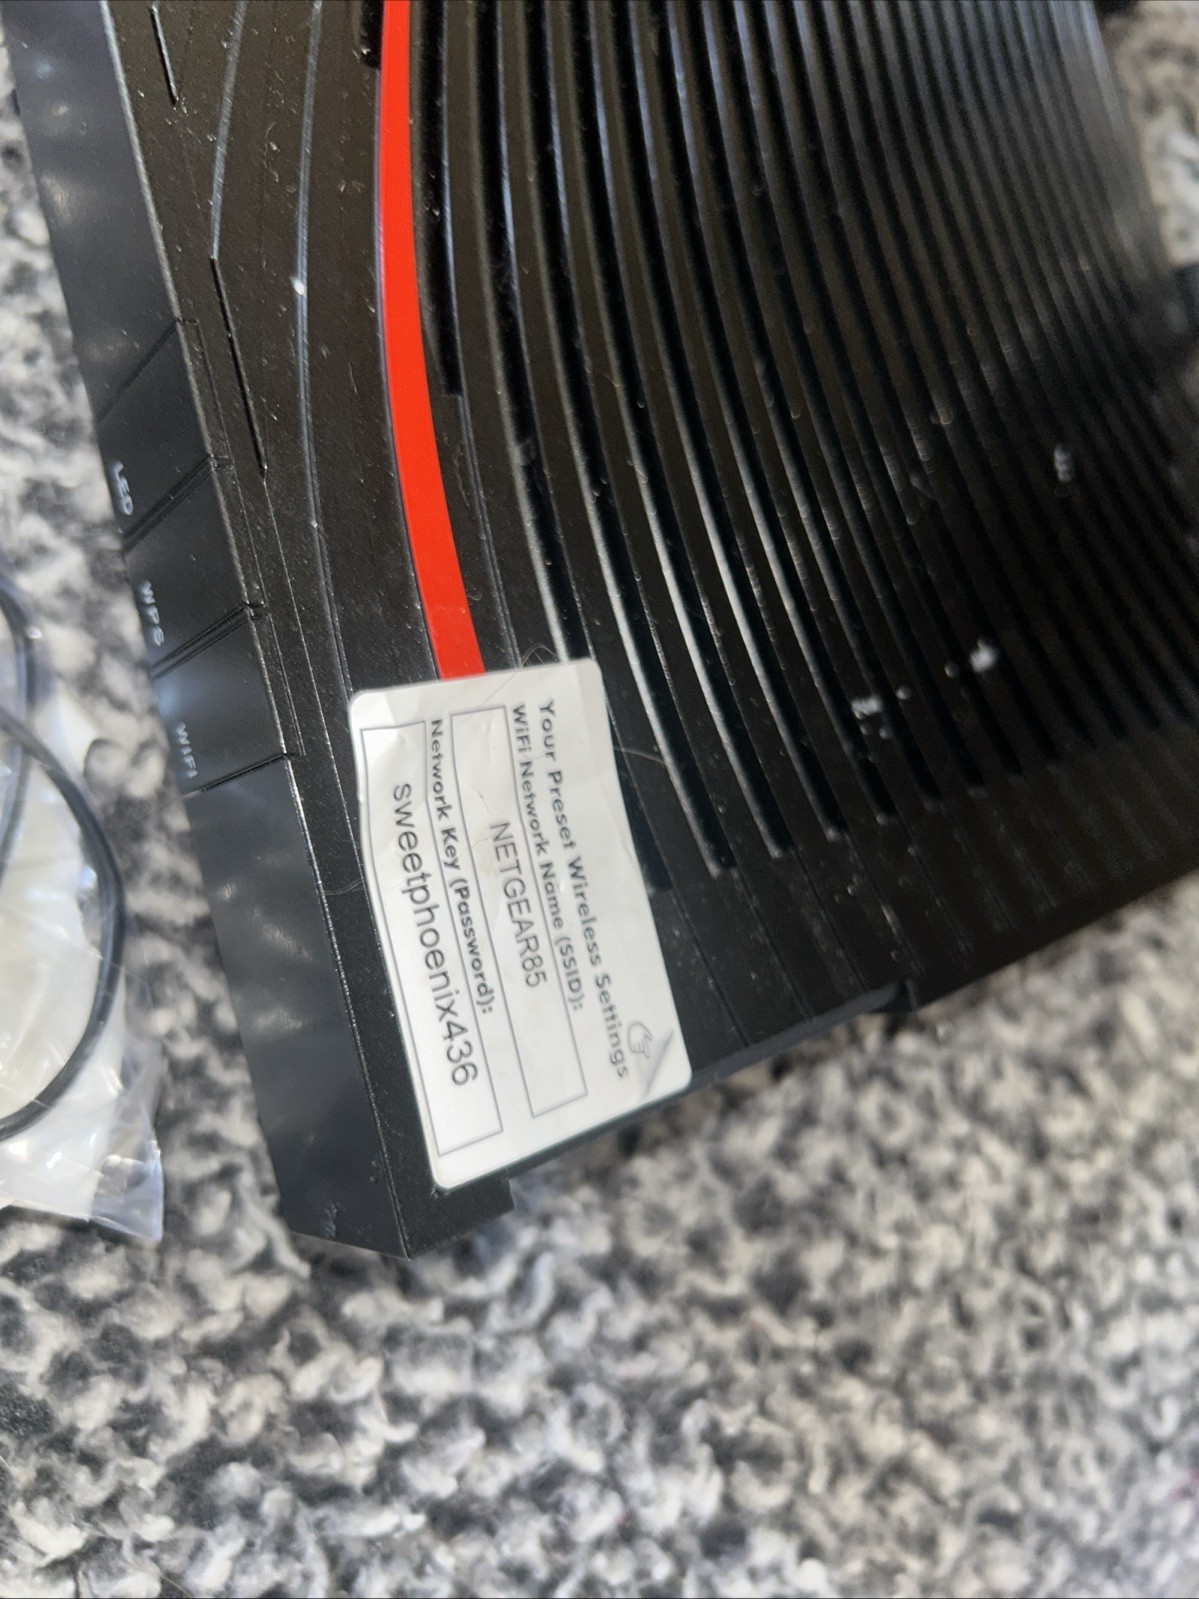 LED
WPS
WiFi
Your Preset Wireless Settings
WiFi Network Name (SSID):
NETGEAR85
Network Key (Password):
sweetphoenix436